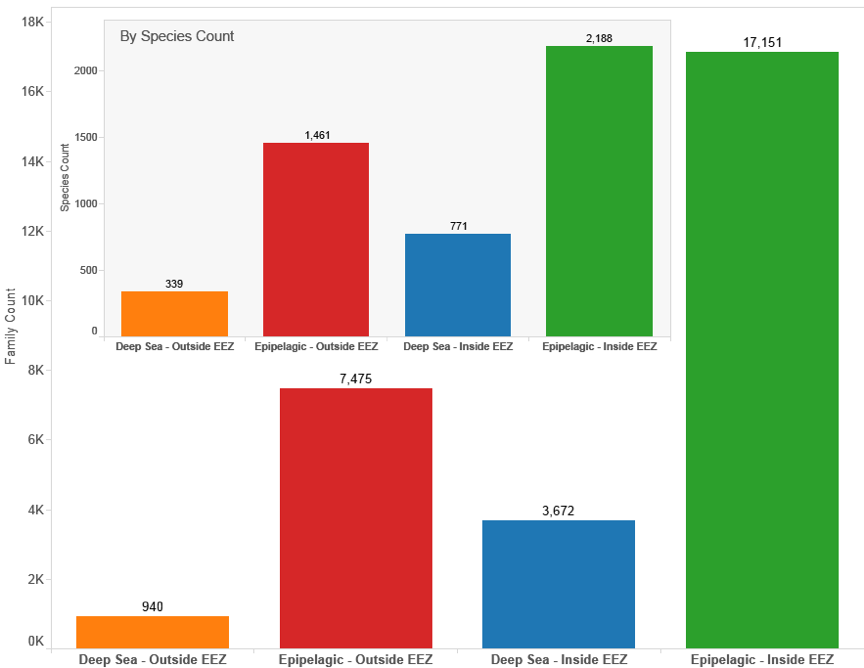 18K
16K
14K
12K
10K
8K
6K
4K
2K
0K
Family Count
By Species Count
2000
1500
1000
500
0
Species Count
339
1,461
771
2,188
Deep Sea - Outside EEZ
Epipelagic - Outside EEZ
Deep Sea - Inside EEZ
Epipelagic - Inside EEZ
940
7,475
3,672
17,151
Deep Sea - Outside EEZ
Epipelagic - Outside EEZ
Deep Sea - Inside EEZ
Epipelagic - Inside EEZ